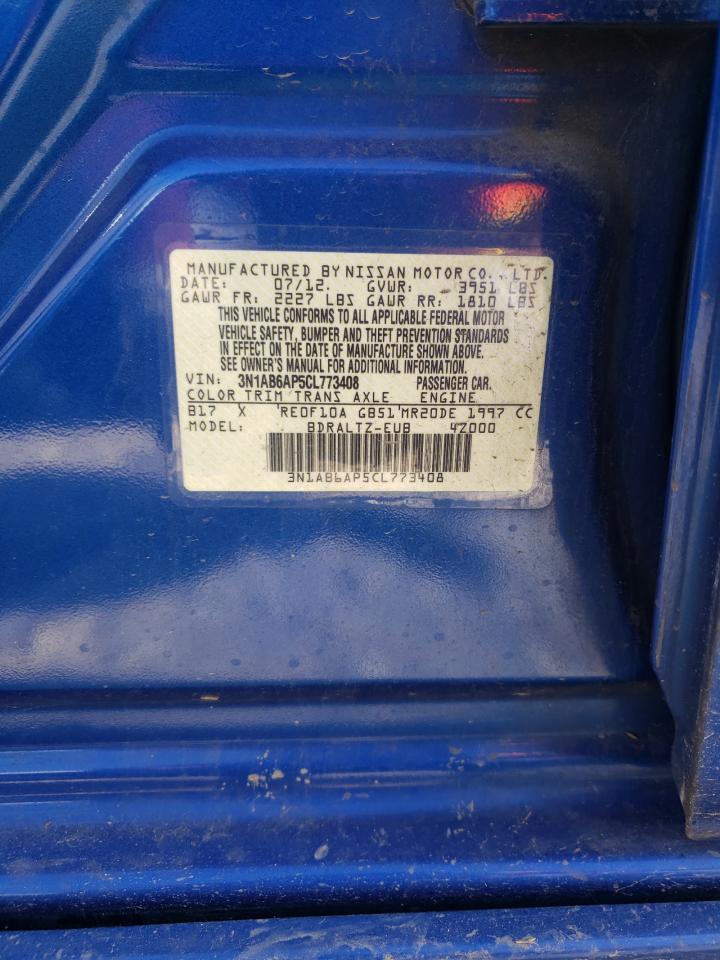 MANUFACTURED BY NISSAN MOTOR CO., LTD.
DATE: 07/12. GVWR: 3951 LBS
GAWR FR: 2227 LBS GAWR RR: 1810 LBS
THIS VEHICLE CONFORMS TO ALL APPLICABLE FEDERAL MOTOR
VEHICLE SAFETY, BUMPER AND THEFT PREVENTION STANDARDS
IN EFFECT ON THE DATE OF MANUFACTURE SHOWN ABOVE.
SEE OWNER'S MANUAL FOR ADDITIONAL INFORMATION.
VIN: 3N1AB6AP5CL773408 PASSENGER CAR.
COLOR TRIM TRANS AXLE ENGINE
B17 X RE0F10A GB51 MR20DE 1997 CC
MODEL: BDRALTZ-EUB 4Z000
3N1AB6AP5CL773408